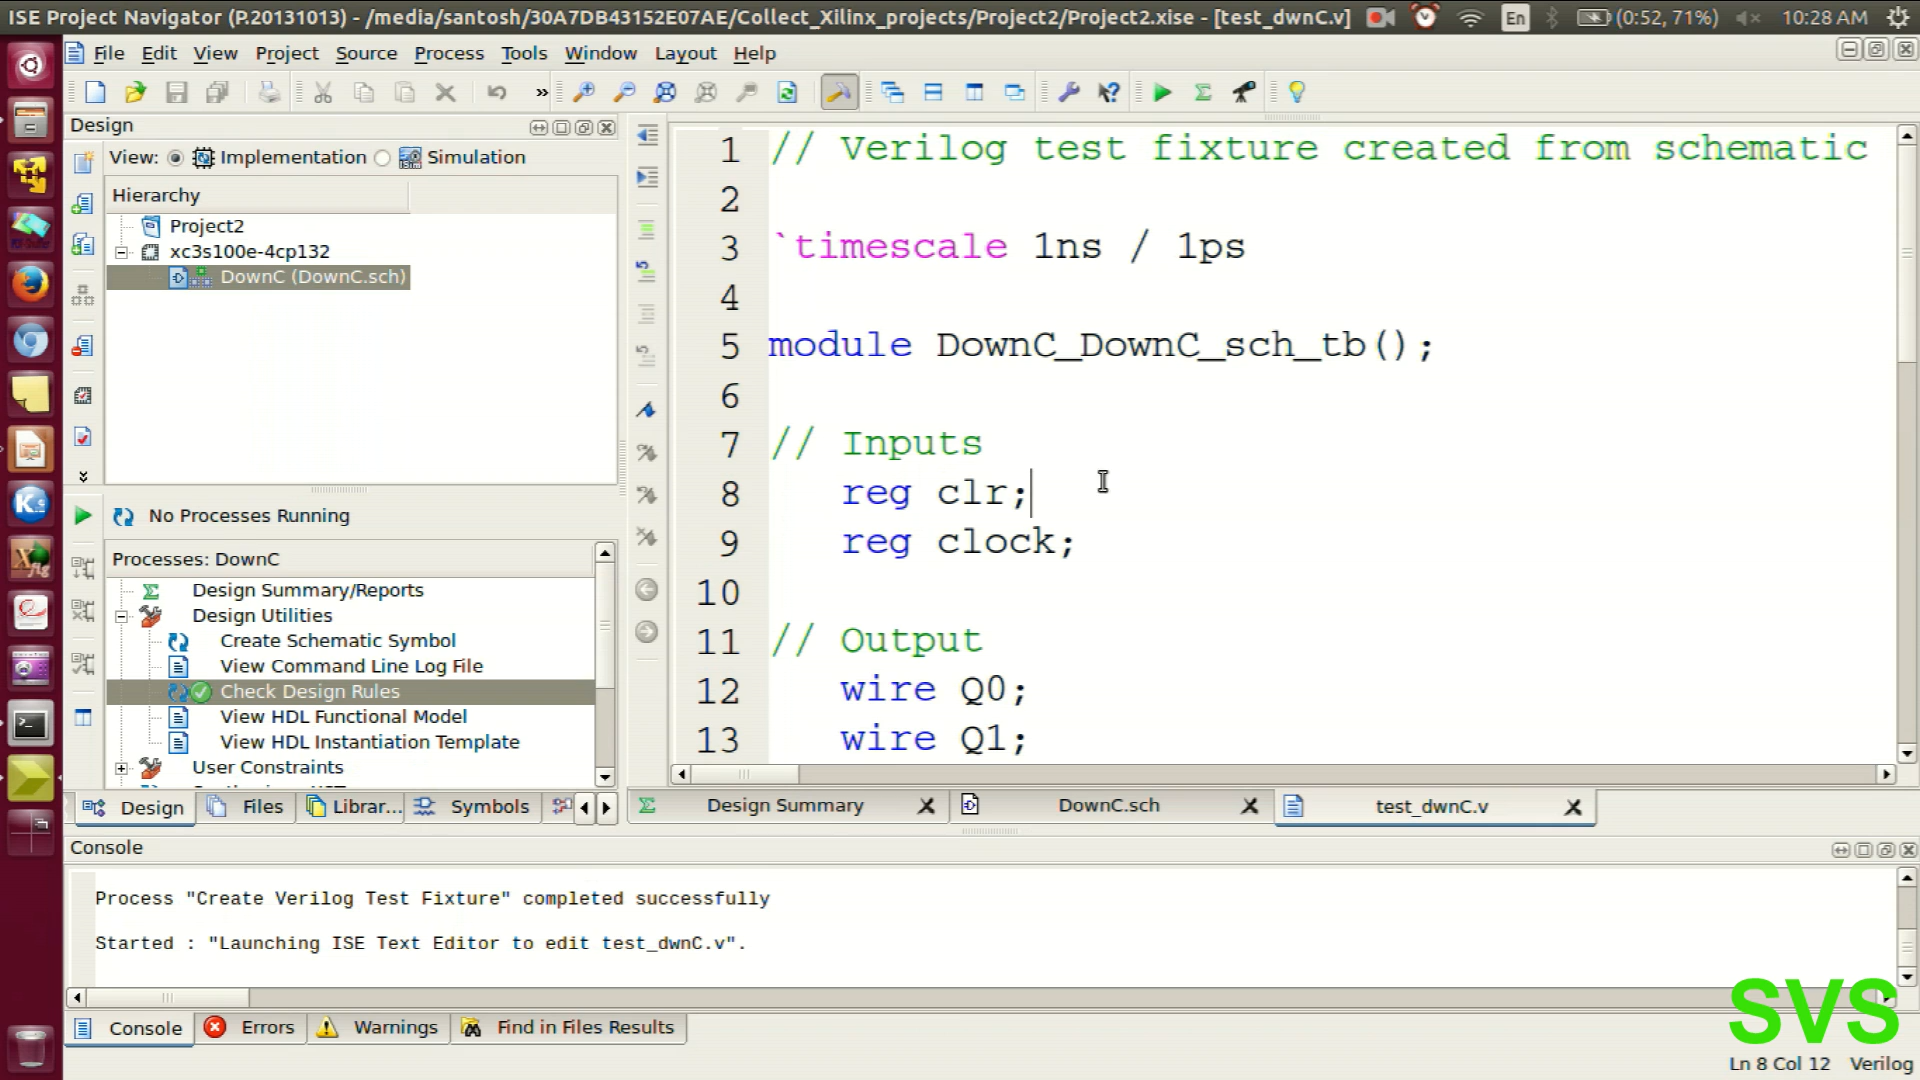 ISE Project Navigator (P.20131013) - /media/santosh/30A7DB43152E07AE/Collect_Xilinx_projects/Project2/Project2.xise - [test_dwnC.v]
En
(0:52, 71%)
10:28 AM
File Edit View Project Source Process Tools Window Layout Help
Design
View: Implementation Simulation
Hierarchy
Project2
xc3s100e-4cp132
DownC (DownC.sch)
No Processes Running
Processes: DownC
Design Summary/Reports
Design Utilities
Create Schematic Symbol
View Command Line Log File
Check Design Rules
View HDL Functional Model
View HDL Instantiation Template
User Constraints
Design Files Librar... Symbols
1 // Verilog test fixture created from schematic
2
3 `timescale 1ns / 1ps
4
5 module DownC_DownC_sch_tb();
6
7 // Inputs
8 reg clr;
9 reg clock;
10
11 // Output
12 wire Q0;
13 wire Q1;
Design Summary DownC.sch test_dwnC.v
Console
Process "Create Verilog Test Fixture" completed successfully
Started : "Launching ISE Text Editor to edit test_dwnC.v".
Console Errors Warnings Find in Files Results
SVS
Ln 8 Col 12 Verilog